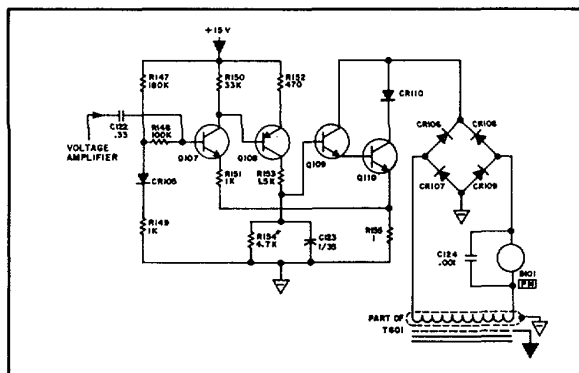 +15V
R147
180K
R150
33K
R152
470
CR110
C122
.33
VOLTAGE
AMPLIFIER
R148
100K
Q107
Q108
Q109
Q110
CR106
CR108
CR107
CR109
CR105
R151
1K
R153
1.5K
R149
1K
R154*
4.7K
C123
1/35
R155
1
C124
.001
B101
PH
PART OF
T601